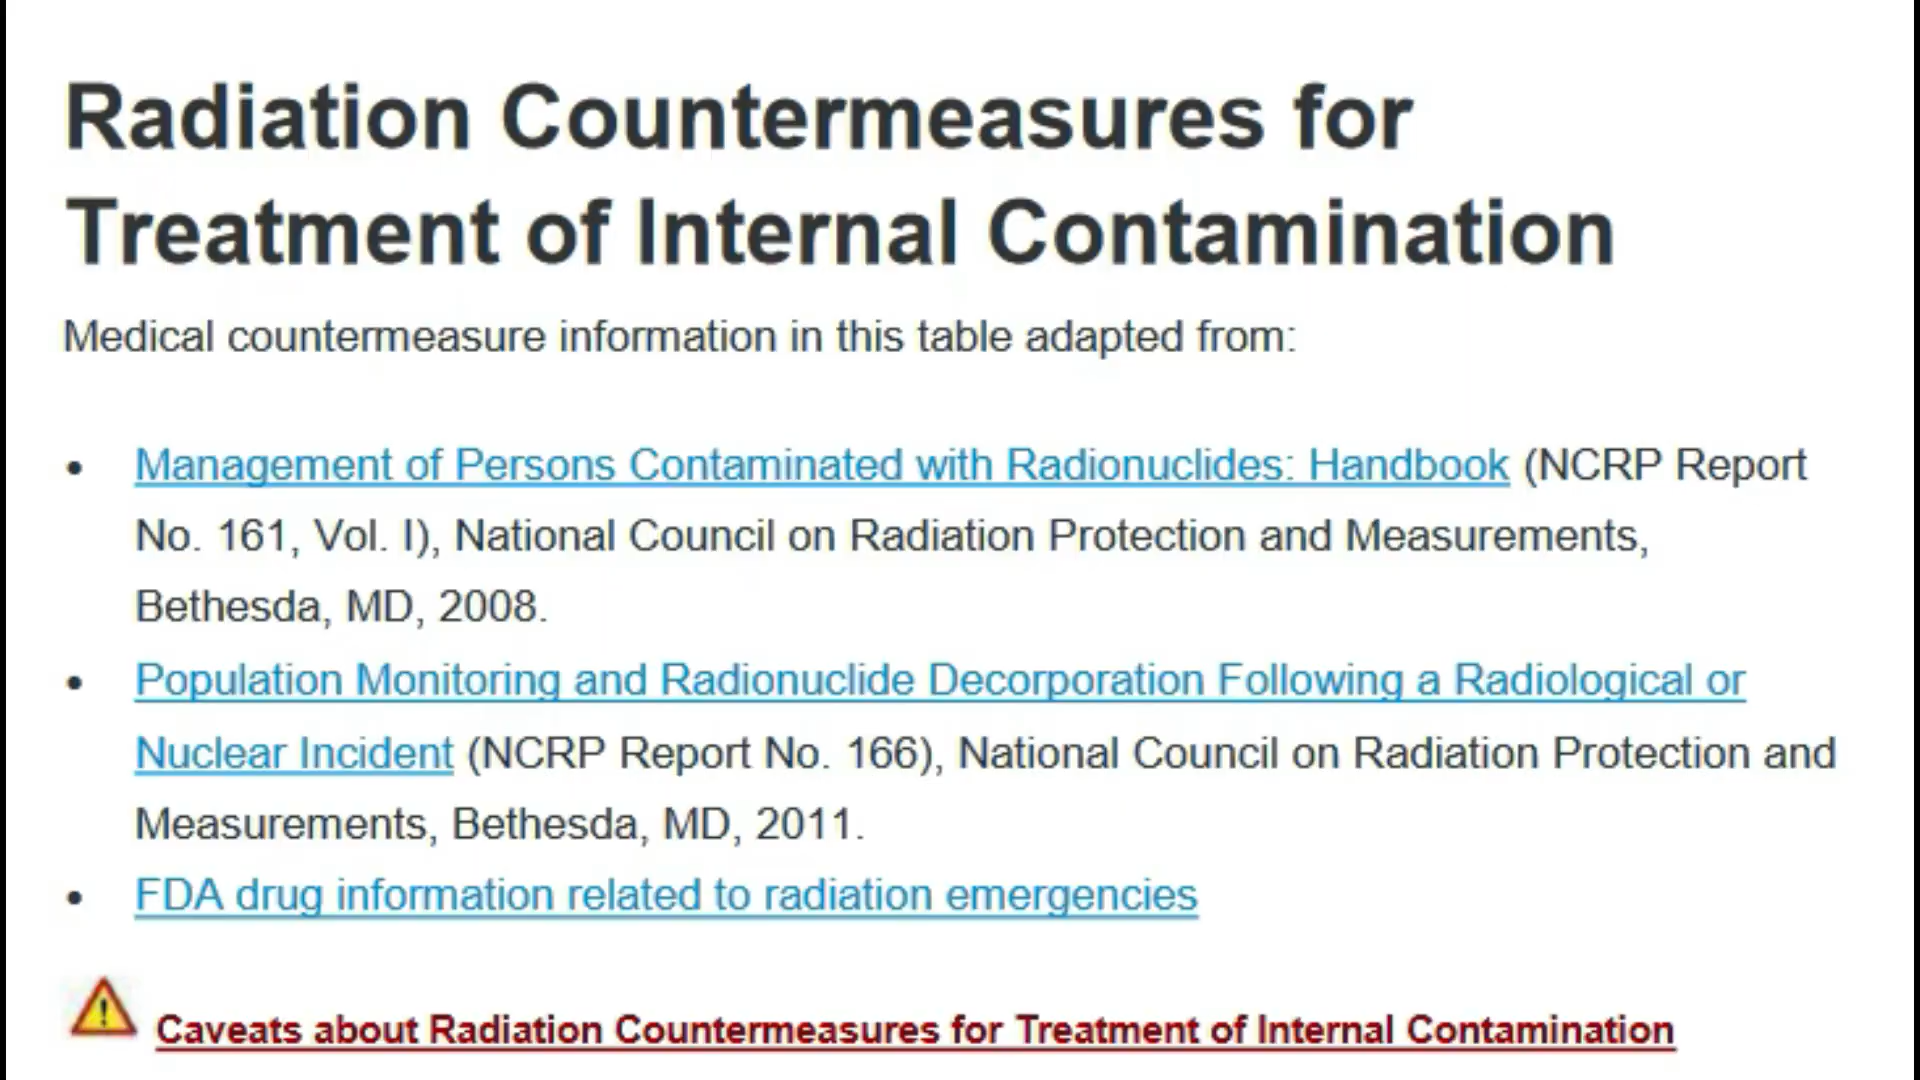 Radiation Countermeasures for
Treatment of Internal Contamination
Medical countermeasure information in this table adapted from:
• Management of Persons Contaminated with Radionuclides: Handbook (NCRP Report
No. 161, Vol. I), National Council on Radiation Protection and Measurements,
Bethesda, MD, 2008.
• Population Monitoring and Radionuclide Decorporation Following a Radiological or
Nuclear Incident (NCRP Report No. 166), National Council on Radiation Protection and
Measurements, Bethesda, MD, 2011.
• FDA drug information related to radiation emergencies
Caveats about Radiation Countermeasures for Treatment of Internal Contamination